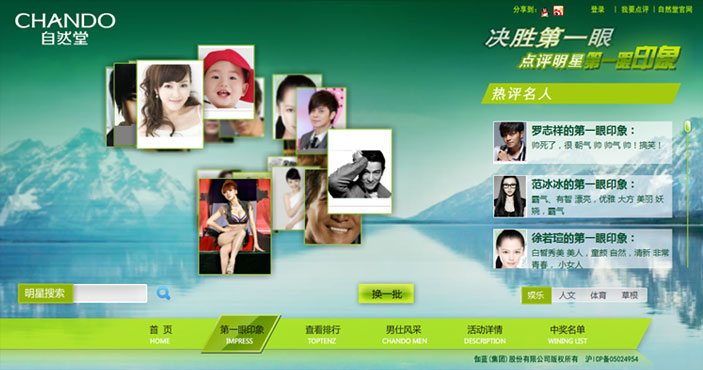 分享到：
登录 | 我要点评 | 自然堂官网
CHANDO
自然堂
决胜第一眼
点评明星第一眼印象
热评名人
罗志祥的第一眼印象：
帅死了，很 朝气 帅 帅气 帅！搞笑！
范冰冰的第一眼印象：
霸气、有智 漂亮，优雅 大方 美丽 妖
娆，霸气
徐若瑄的第一眼印象：
白皙秀美 美人，童颜 自然，清新 非常
青春， 小女人
明星搜索
换一批
娱乐 人文 体育 草根
首 页 第一眼印象 查看排行 男仕风采 活动详情 中奖名单
HOME IMPRESS TOPTENZ CHANDO MEN DESCRIPTION WINING LIST
伽蓝(集团)股份有限公司版权所有 沪ICP备05024954